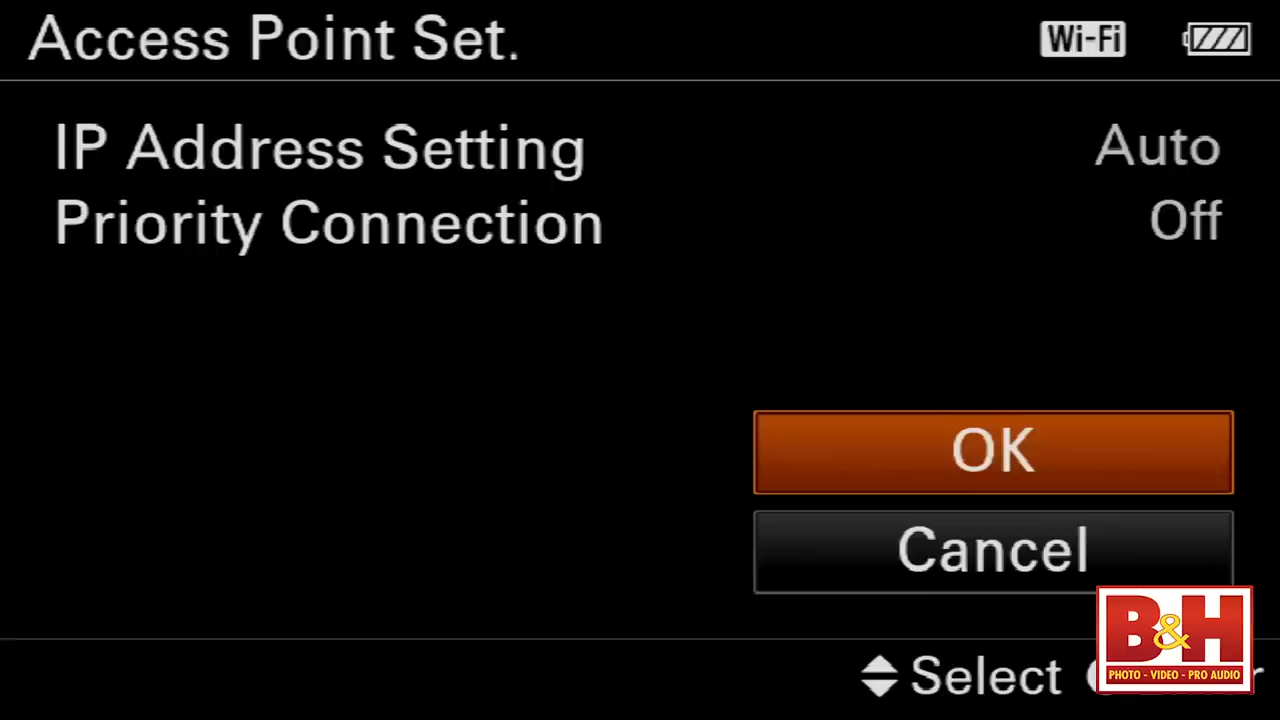 Access Point Set. Wi-Fi
IP Address Setting Auto
Priority Connection Off
OK
Cancel
B&H
PHOTO - VIDEO - PRO AUDIO
Select